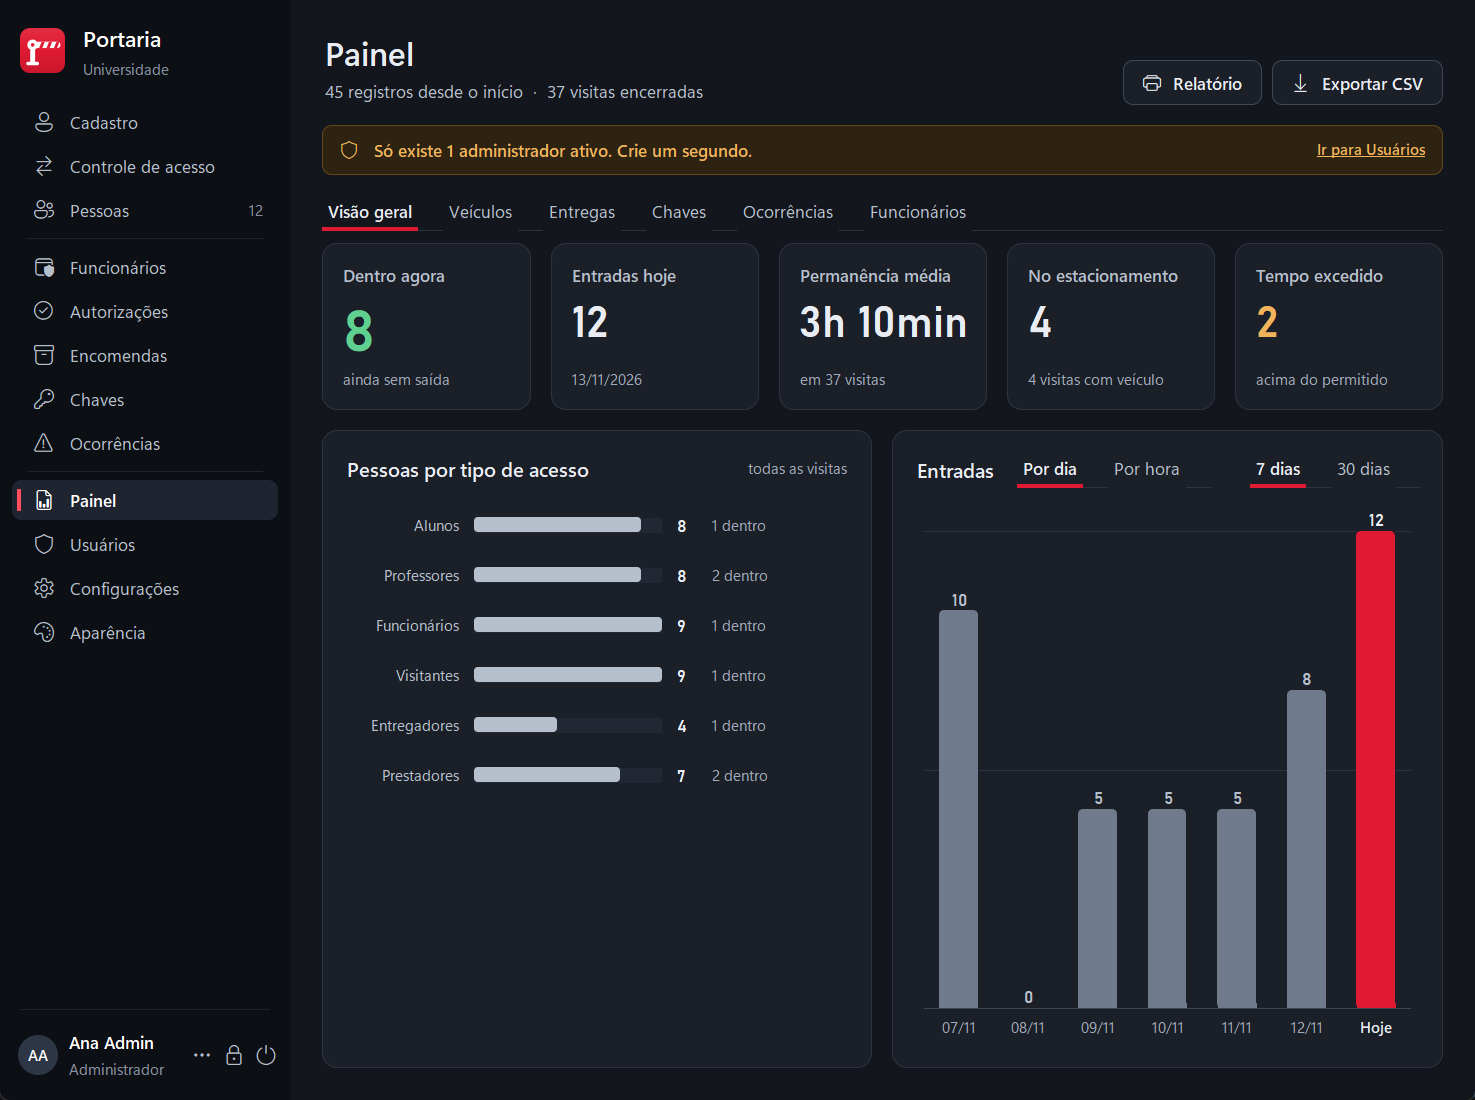 Portaria
Universidade
Cadastro
Controle de acesso
Pessoas 12
Funcionários
Autorizações
Encomendas
Chaves
Ocorrências
Painel
Usuários
Configurações
Aparência
AA
Ana Admin
Administrador
Painel
45 registros desde o início · 37 visitas encerradas
Relatório
Exportar CSV
Só existe 1 administrador ativo. Crie um segundo.
Ir para Usuários
Visão geral Veículos Entregas Chaves Ocorrências Funcionários
Dentro agora
8
ainda sem saída
Entradas hoje
12
13/11/2026
Permanência média
3h 10min
em 37 visitas
No estacionamento
4
4 visitas com veículo
Tempo excedido
2
acima do permitido
Pessoas por tipo de acesso
todas as visitas
Alunos 8 1 dentro
Professores 8 2 dentro
Funcionários 9 1 dentro
Visitantes 9 1 dentro
Entregadores 4 1 dentro
Prestadores 7 2 dentro
Entradas
Por dia Por hora
7 dias 30 dias
10 0 5 5 5 8 12
07/11 08/11 09/11 10/11 11/11 12/11 Hoje